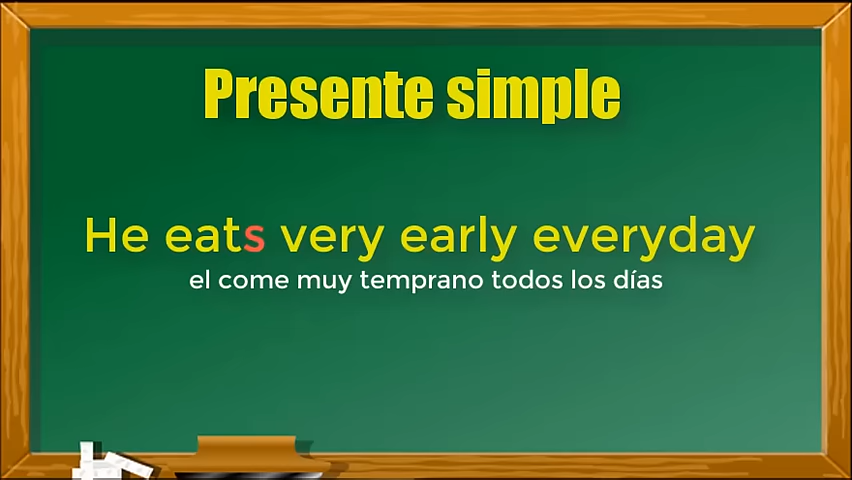 Presente simple
He eats very early everyday
el come muy temprano todos los días